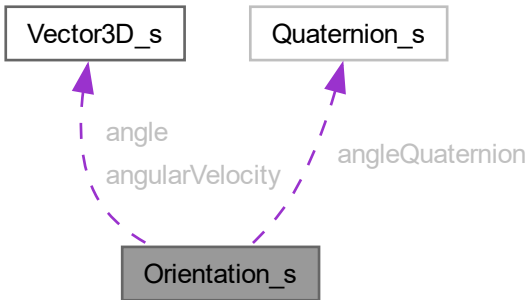 Vector3D_s
Quaternion_s
angle
angularVelocity
angleQuaternion
Orientation_s